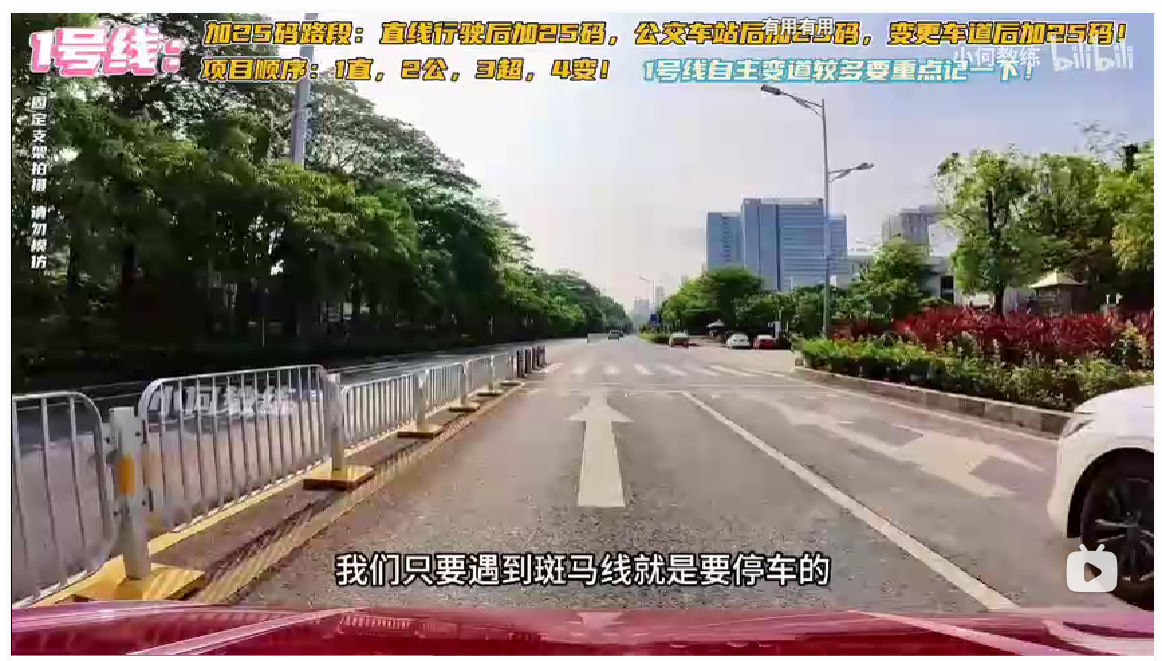 1号线：
加25码路段：直线行驶后加25码，公交车站后加25码，变更车道后加25码！
有用有用
项目顺序：1直，2公，3超，4变！ 1号线自主变道较多要重点记一下！
小何教练 bilibili
固定支架拍摄 请勿模仿
小何教练
我们只要遇到斑马线就是要停车的